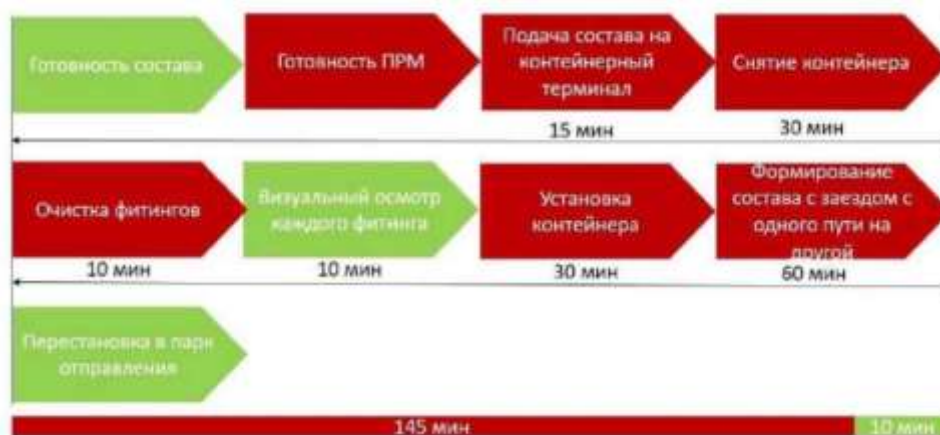 Готовность состава
Готовность ПРМ
Подача состава на
контейнерный
терминал
Снятие контейнера
15 мин
30 мин
Очистка фитингов
Визуальный осмотр
каждого фитинга
Установка
контейнера
Формирование
состава с заездом с
одного пути на
другой
10 мин
10 мин
30 мин
60 мин
Перестановка в парк
отправления
145 мин
10 мин